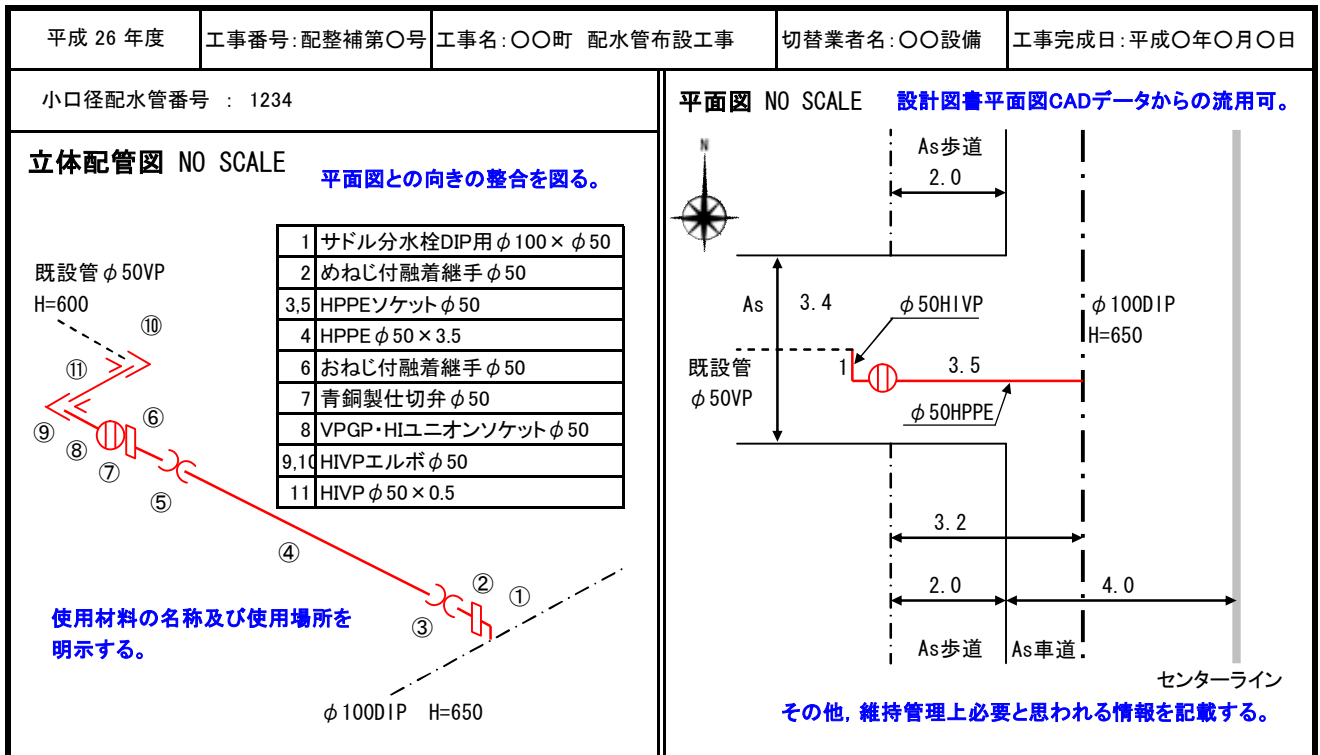 平成 26 年度
工事番号:配整補第〇号
工事名:〇〇町 配水管布設工事
切替業者名:〇〇設備
工事完成日:平成〇年〇月〇日
小口径配水管番号 : 1234
立体配管図 NO SCALE
平面図との向きの整合を図る。
1 サドル分水栓DIP用φ100×φ50
2 めねじ付融着継手φ50
3,5 HPPEソケットφ50
4 HPPEφ50×3.5
6 おねじ付融着継手φ50
7 青銅製仕切弁φ50
8 VPGP・HIユニオンソケットφ50
9,10 HIVPエルボφ50
11 HIVPφ50×0.5
既設管φ50VP
H=600
⑩
⑪
⑨
⑧
⑦
⑥
⑤
④
③
②
①
使用材料の名称及び使用場所を
明示する。
φ100DIP H=650
平面図 NO SCALE
設計図書平面図CADデータからの流用可。
N
As歩道
2.0
As
3.4
φ50HIVP
φ100DIP
H=650
既設管
φ50VP
1
3.5
φ50HPPE
3.2
2.0
4.0
As歩道
As車道
センターライン
その他,維持管理上必要と思われる情報を記載する。